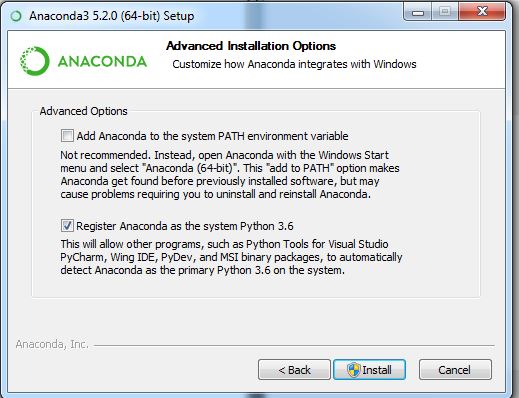 Anaconda3 5.2.0 (64-bit) Setup
ANACONDA
Advanced Installation Options
Customize how Anaconda integrates with Windows
Advanced Options
Add Anaconda to the system PATH environment variable
Not recommended. Instead, open Anaconda with the Windows Start
menu and select "Anaconda (64-bit)". This "add to PATH" option makes
Anaconda get found before previously installed software, but may
cause problems requiring you to uninstall and reinstall Anaconda.
Register Anaconda as the system Python 3.6
This will allow other programs, such as Python Tools for Visual Studio
PyCharm, Wing IDE, PyDev, and MSI binary packages, to automatically
detect Anaconda as the primary Python 3.6 on the system.
Anaconda, Inc.
< Back
Install
Cancel